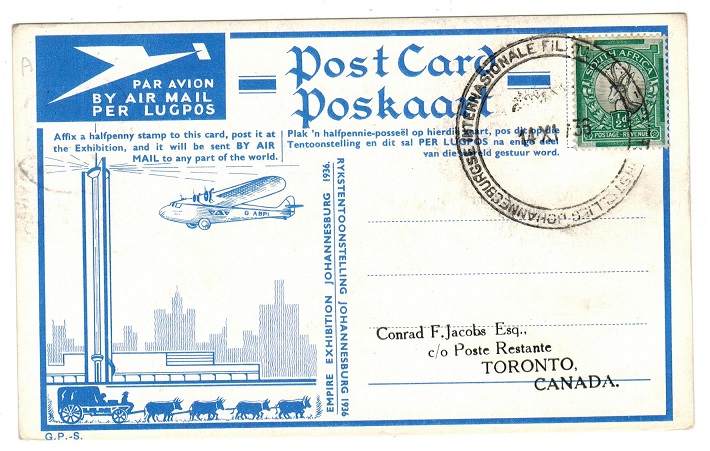 A
PAR AVION
BY AIR MAIL
PER LUGPOS
Post Card
Poskaart
Affix a halfpenny stamp to this card, post it at
the Exhibition, and it will be sent BY AIR
MAIL to any part of the world.
Plak 'n halfpennie-posseël op hierdie kaart, pos dit op die
Tentoonstelling en dit sal PER LUGPOS na enige deel
van die wêreld gestuur word.
SOUTH AFRICA
½d
POSTAGE·REVENUE
JOHANNESBURGSE INTERNASIONALE
G ABPI
EMPIRE EXHIBITION JOHANNESBURG 1936.
RYKSTENTOONSTELLING JOHANNESBURG 1936
Conrad F. Jacobs Esq.,
c/o Poste Restante
TORONTO,
CANADA.
G.P.-S.